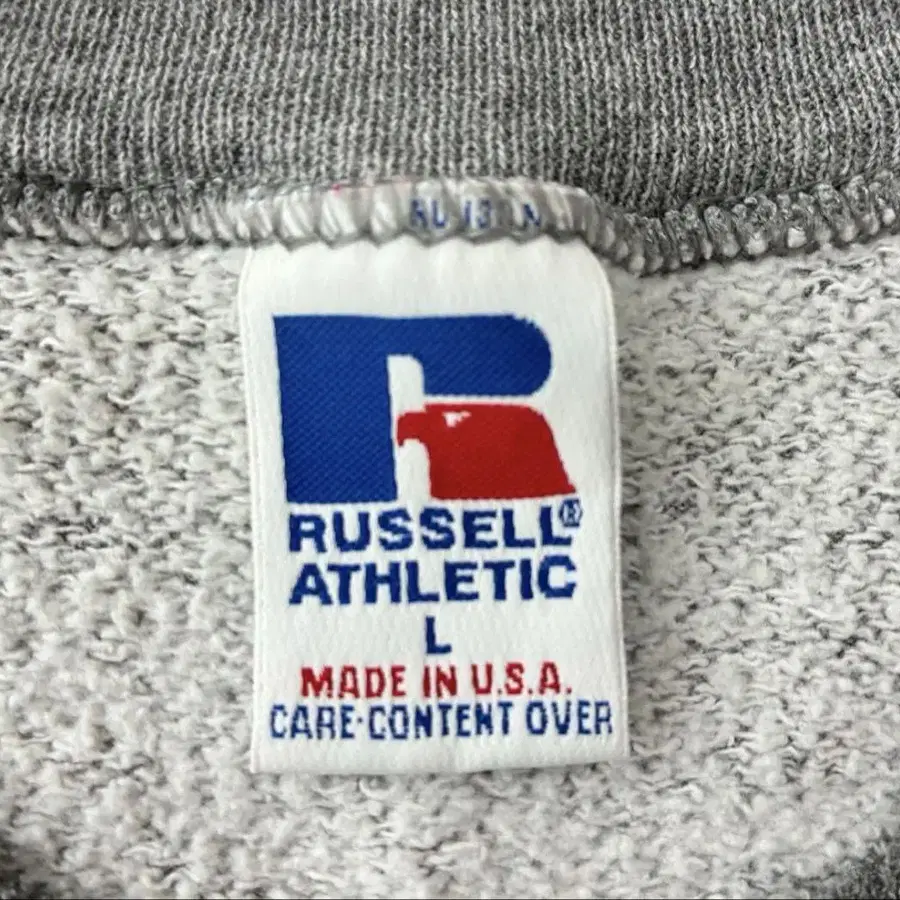 RUSSELL®
ATHLETIC
L
MADE IN U.S.A.
CARE·CONTENT OVER